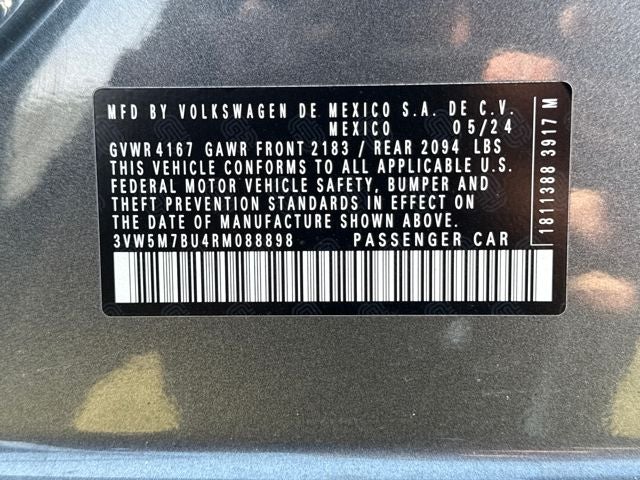 MFD BY VOLKSWAGEN DE MEXICO S.A. DE C.V.
MEXICO 05/24
GVWR 4167 GAWR FRONT 2183 / REAR 2094 LBS
THIS VEHICLE CONFORMS TO ALL APPLICABLE U.S.
FEDERAL MOTOR VEHICLE SAFETY, BUMPER AND
THEFT PREVENTION STANDARDS IN EFFECT ON
THE DATE OF MANUFACTURE SHOWN ABOVE.
3VW5M7BU4RM088898 PASSENGER CAR
1811388 3917 M